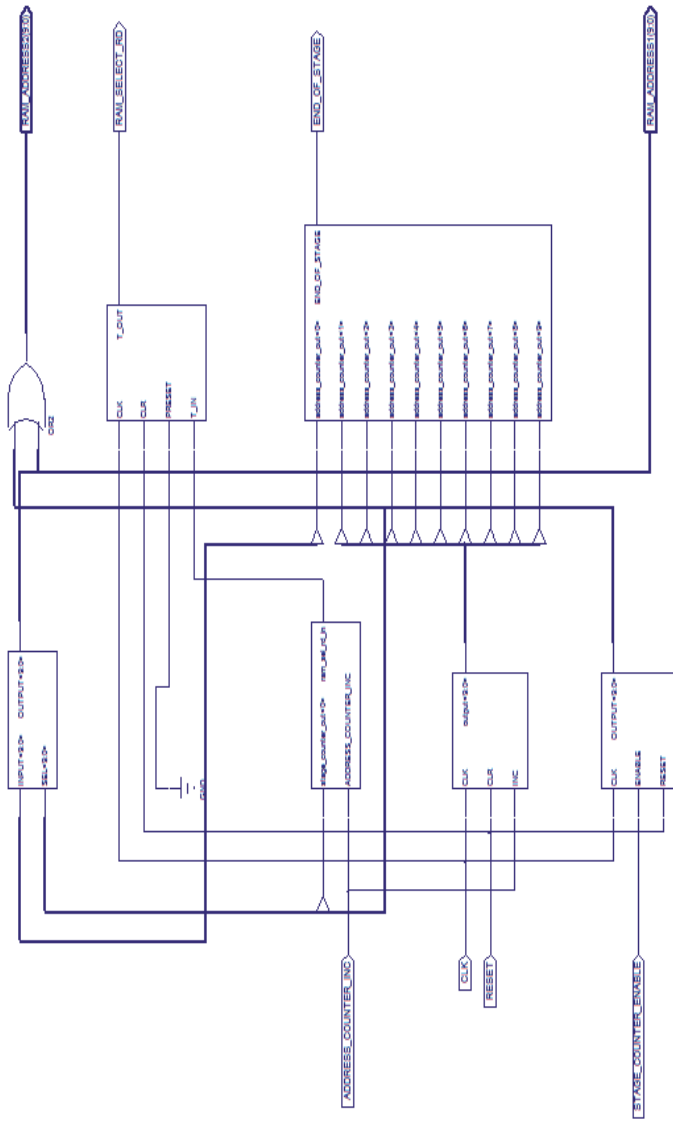 INPUT<9:0> OUTPUT<9:0>
SEL<9:0>
OR2
RAM_ADDRESS2(9:0)
CLK T_OUT
CLR
PRESET
T_IN
RAM_SELECT_RD
GND
stage_counter_out<0> ram_sel_rd_in
ADDRESS_COUNTER_INC
ADDRESS_COUNTER_INC
address_counter_out<0> END_OF_STAGE
address_counter_out<1>
address_counter_out<2>
address_counter_out<3>
address_counter_out<4>
address_counter_out<5>
address_counter_out<6>
address_counter_out<7>
address_counter_out<8>
address_counter_out<9>
END_OF_STAGE
CLK
RESET
CLK output<9:0>
CLR
INC
STAGE_COUNTER_ENABLE
CLK OUTPUT<9:0>
ENABLE
RESET
RAM_ADDRESS1(9:0)